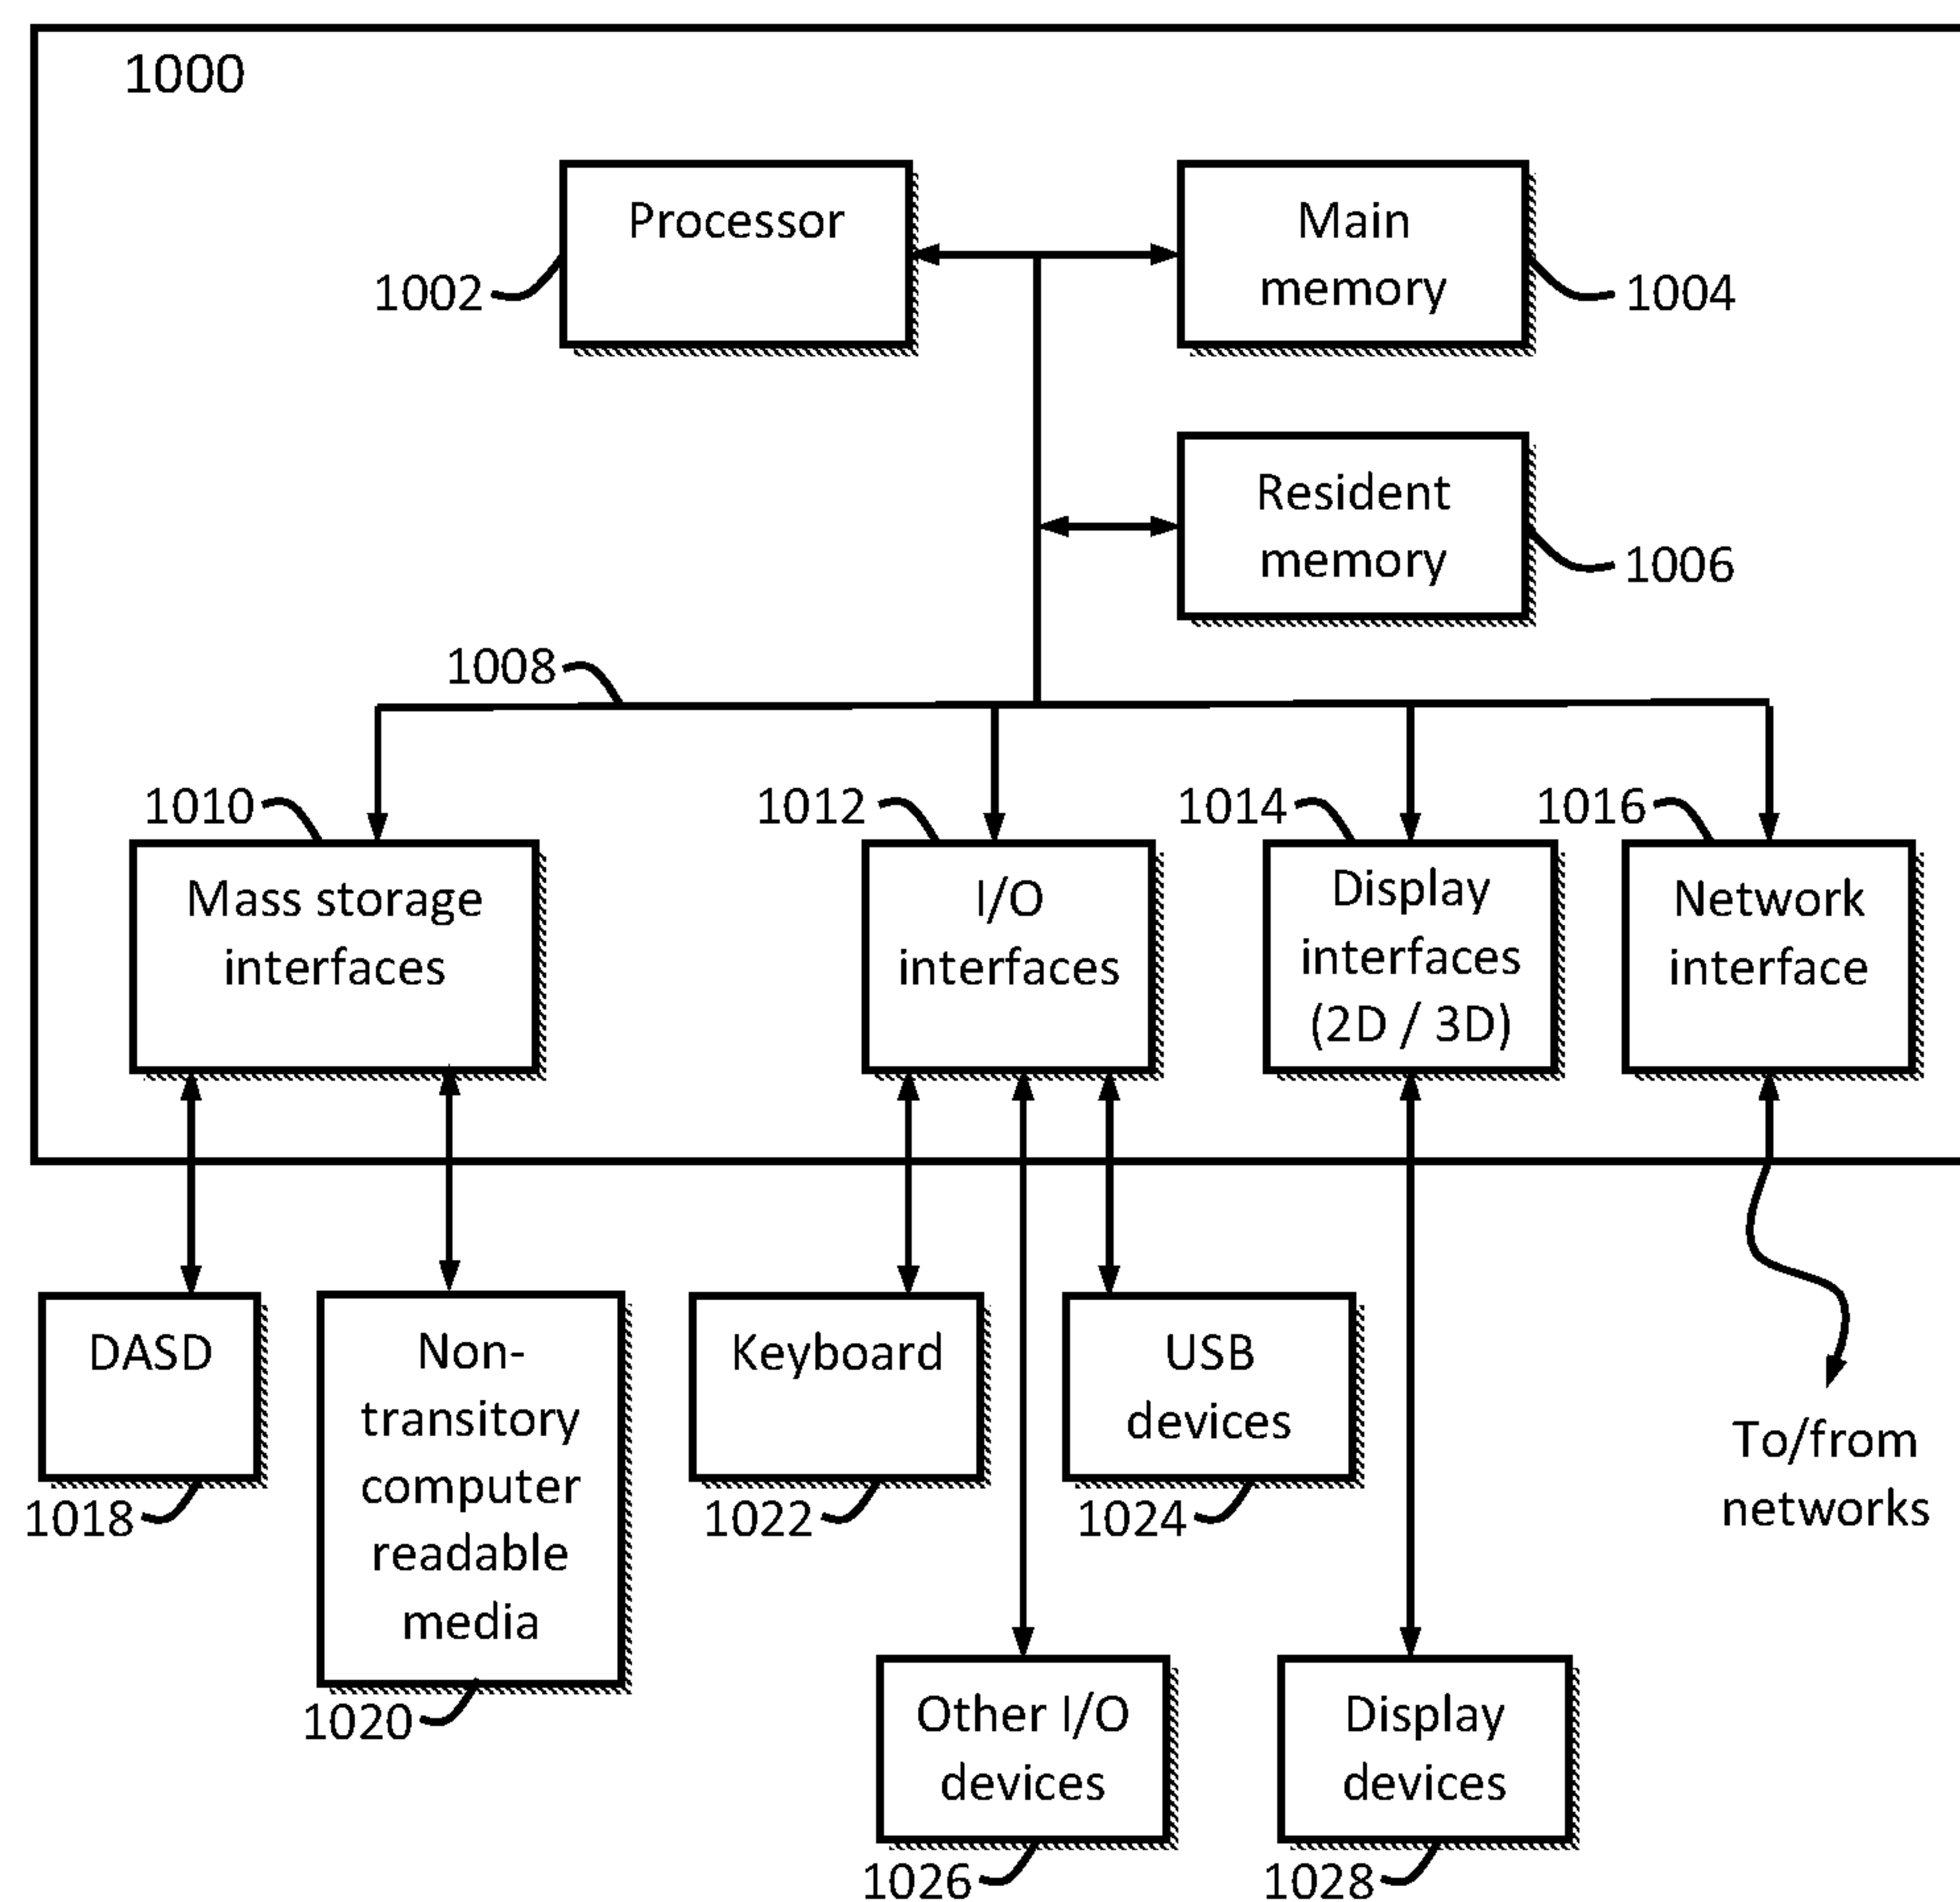 1000
Processor
Main
memory
1002
1004
Resident
memory
1006
1008
1010
1012
1014
1016
Mass storage
interfaces
I/O
interfaces
Display
interfaces
(2D / 3D)
Network
interface
DASD
1018
Non-
transitory
computer
readable
media
1020
Keyboard
1022
USB
devices
1024
To/from
networks
Other I/O
devices
1026
Display
devices
1028